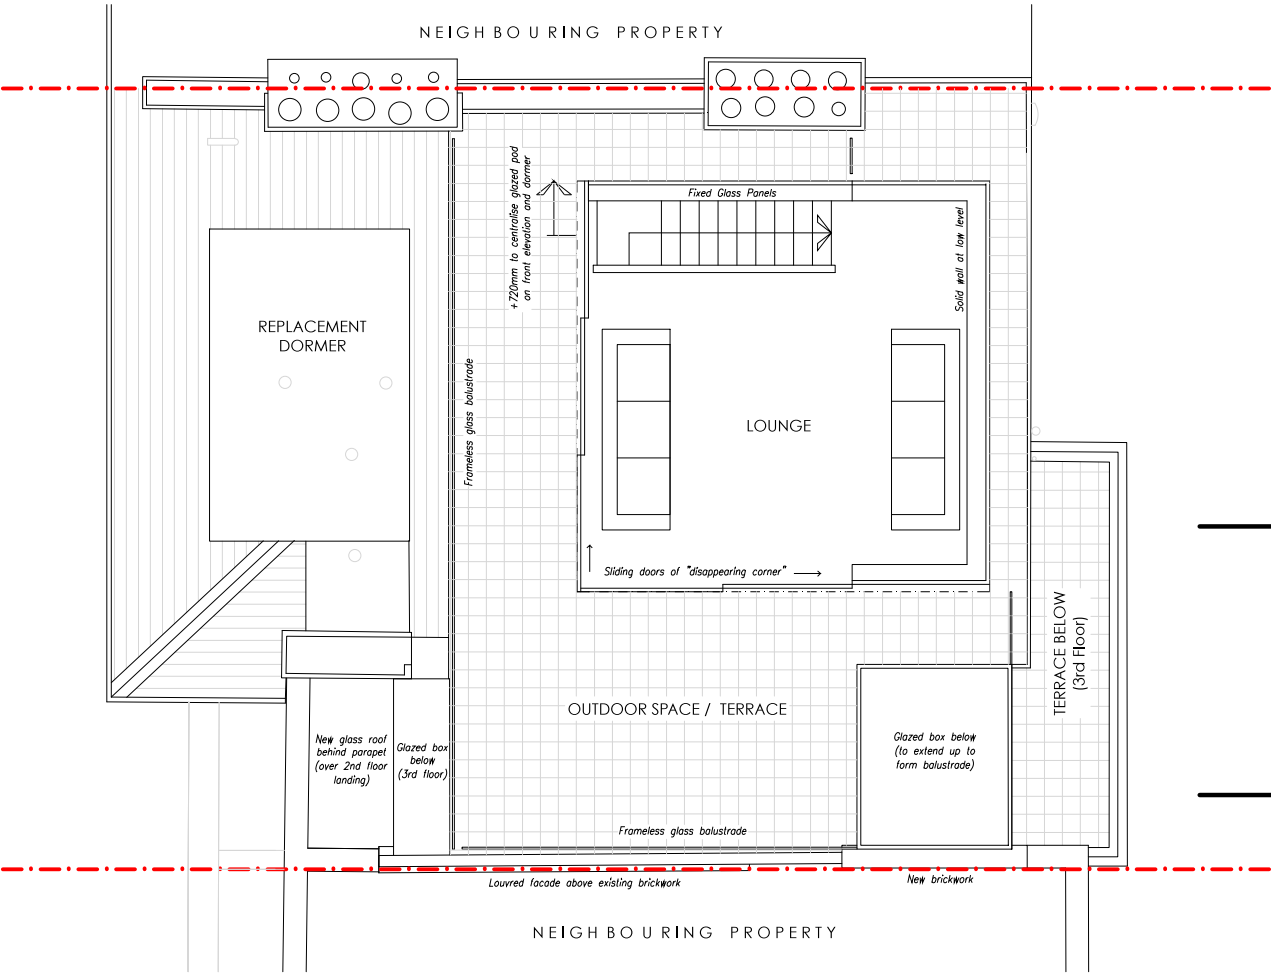 NEIGHBOURING PROPERTY
+720mm to centralise glazed pod
on front elevation and dormer
Fixed Glass Panels
Solid wall at low level
REPLACEMENT
DORMER
Frameless glass balustrade
LOUNGE
Sliding doors of "disappearing corner"
TERRACE BELOW
(3rd Floor)
OUTDOOR SPACE / TERRACE
New glass roof
behind parapet
(over 2nd floor
landing)
Glazed box
below
(3rd floor)
Glazed box below
(to extend up to
form balustrade)
Frameless glass balustrade
Louvred facade above existing brickwork
New brickwork
NEIGHBOURING PROPERTY